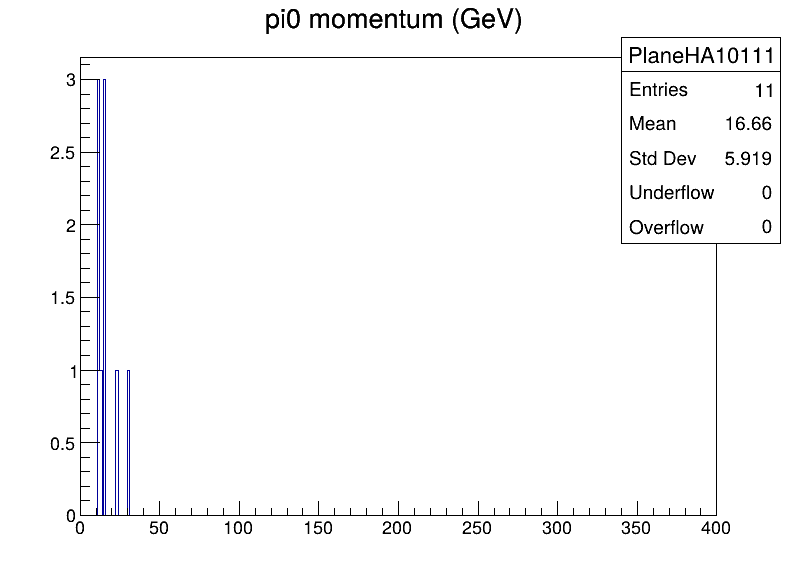 pi0 momentum (GeV)
PlaneHA10111
Entries 11
Mean 16.66
Std Dev 5.919
Underflow 0
Overflow 0
3
2.5
2
1.5
1
0.5
0
0 50 100 150 200 250 300 350 400